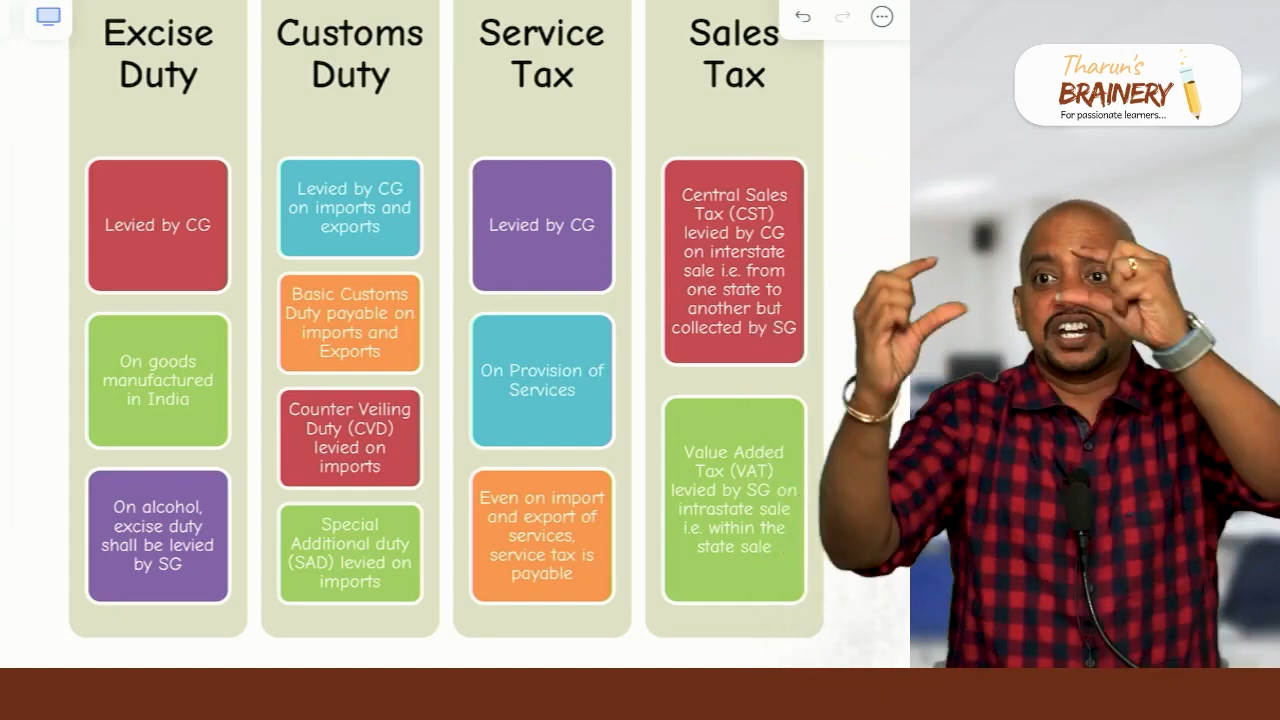 Excise
Duty
Levied by CG
On goods
manufactured
in India
On alcohol,
excise duty
shall be levied
by SG
Customs
Duty
Levied by CG
on imports and
exports
Basic Customs
Duty payable on
imports and
Exports
Counter Veiling
Duty (CVD)
levied on
imports
Special
Additional duty
(SAD) levied on
imports
Service
Tax
Levied by CG
On Provision of
Services
Even on import
and export of
services,
service tax is
payable
Sales
Tax
Central Sales
Tax (CST)
levied by CG
on interstate
sale i.e. from
one state to
another but
collected by SG
Value Added
Tax (VAT)
levied by SG on
intrastate sale
i.e. within the
state sale
Tharun's
BRAINERY
For passionate learners...